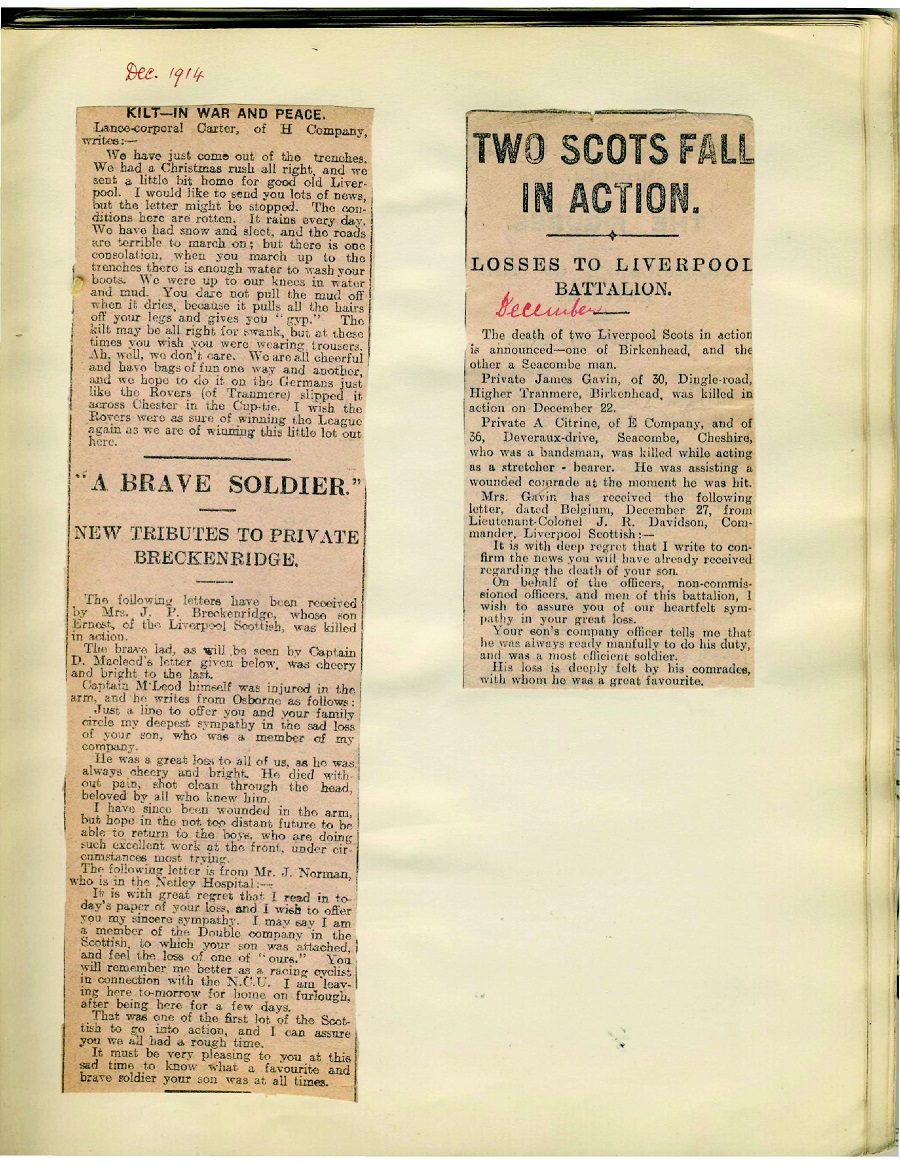 Dec. 1914
KILT—IN WAR AND PEACE.
Lance-corporal Carter, of H Company,
writes:—
We have just come out of the trenches.
We had a Christmas rush all right, and we
sent a little bit home for good old Liver-
pool. I would like to send you lots of news,
but the letter might be stopped. The con-
ditions here are rotten. It rains every day.
We have had snow and sleet, and the roads
are terrible to march on; but there is one
consolation, when you march up to the
trenches there is enough water to wash your
boots. We were up to our knees in water
and mud. You dare not pull the mud off
when it dries, because it pulls all the hairs
off your legs and gives you "gyp." The
kilt may be all right for swank, but at these
times you wish you were wearing trousers.
Ah, well, we don't care. We are all cheerful
and have bags of fun one way and another,
and we hope to do it on the Germans just
like the Rovers (of Tranmere) slipped it
across Chester in the Cup-tie. I wish the
Rovers were as sure of winning the League
again as we are of winning this little lot out
here.
"A BRAVE SOLDIER."
NEW TRIBUTES TO PRIVATE
BRECKENRIDGE.
The following letters have been received
by Mrs. J. P. Breckenridge, whose son
Ernest, of the Liverpool Scottish, was killed
in action.
The brave lad, as will be seen by Captain
D. Macleod's letter given below, was cheery
and bright to the last.
Captain M'Leod himself was injured in the
arm, and he writes from Osborne as follows:
Just a line to offer you and your family
circle my deepest sympathy in the sad loss
of your son, who was a member of my
company.
He was a great loss to all of us, as he was
always cheery and bright. He died with-
out pain, shot clean through the head,
beloved by all who knew him.
I have since been wounded in the arm,
but hope in the not too distant future to be
able to return to the boys, who are doing
such excellent work at the front, under cir-
cumstances most trying.
The following letter is from Mr. J. Norman,
who is in the Netley Hospital:—
It is with great regret that I read in to-
day's paper of your loss, and I wish to offer
you my sincere sympathy. I may say I am
a member of the Double company in the
Scottish, to which your son was attached,
and feel the loss of one of "ours." You
will remember me better as a racing cyclist
in connection with the N.C.U. I am leav-
ing here to-morrow for home on furlough,
after being here for a few days.
That was one of the first lot of the Scot-
tish to go into action, and I can assure
you we all had a rough time.
It must be very pleasing to you at this
sad time to know what a favourite and
brave soldier your son was at all times.
TWO SCOTS FALL
IN ACTION.
LOSSES TO LIVERPOOL
BATTALION.
December
The death of two Liverpool Scots in action
is announced—one of Birkenhead, and the
other a Seacombe man.
Private James Gavin, of 30, Dingle-road,
Higher Tranmere, Birkenhead, was killed in
action on December 22.
Private A Citrine, of E Company, and of
36, Deveraux-drive, Seacombe, Cheshire,
who was a bandsman, was killed while acting
as a stretcher-bearer. He was assisting a
wounded comrade at the moment he was hit.
Mrs. Gavin has received the following
letter, dated Belgium, December 27, from
Lieutenant-Colonel J. R. Davidson, Com-
mander, Liverpool Scottish:—
It is with deep regret that I write to con-
firm the news you will have already received
regarding the death of your son.
On behalf of the officers, non-commis-
sioned officers, and men of this battalion, I
wish to assure you of our heartfelt sym-
pathy in your great loss.
Your son's company officer tells me that
he was always ready manfully to do his duty,
and was a most efficient soldier.
His loss is deeply felt by his comrades,
with whom he was a great favourite.